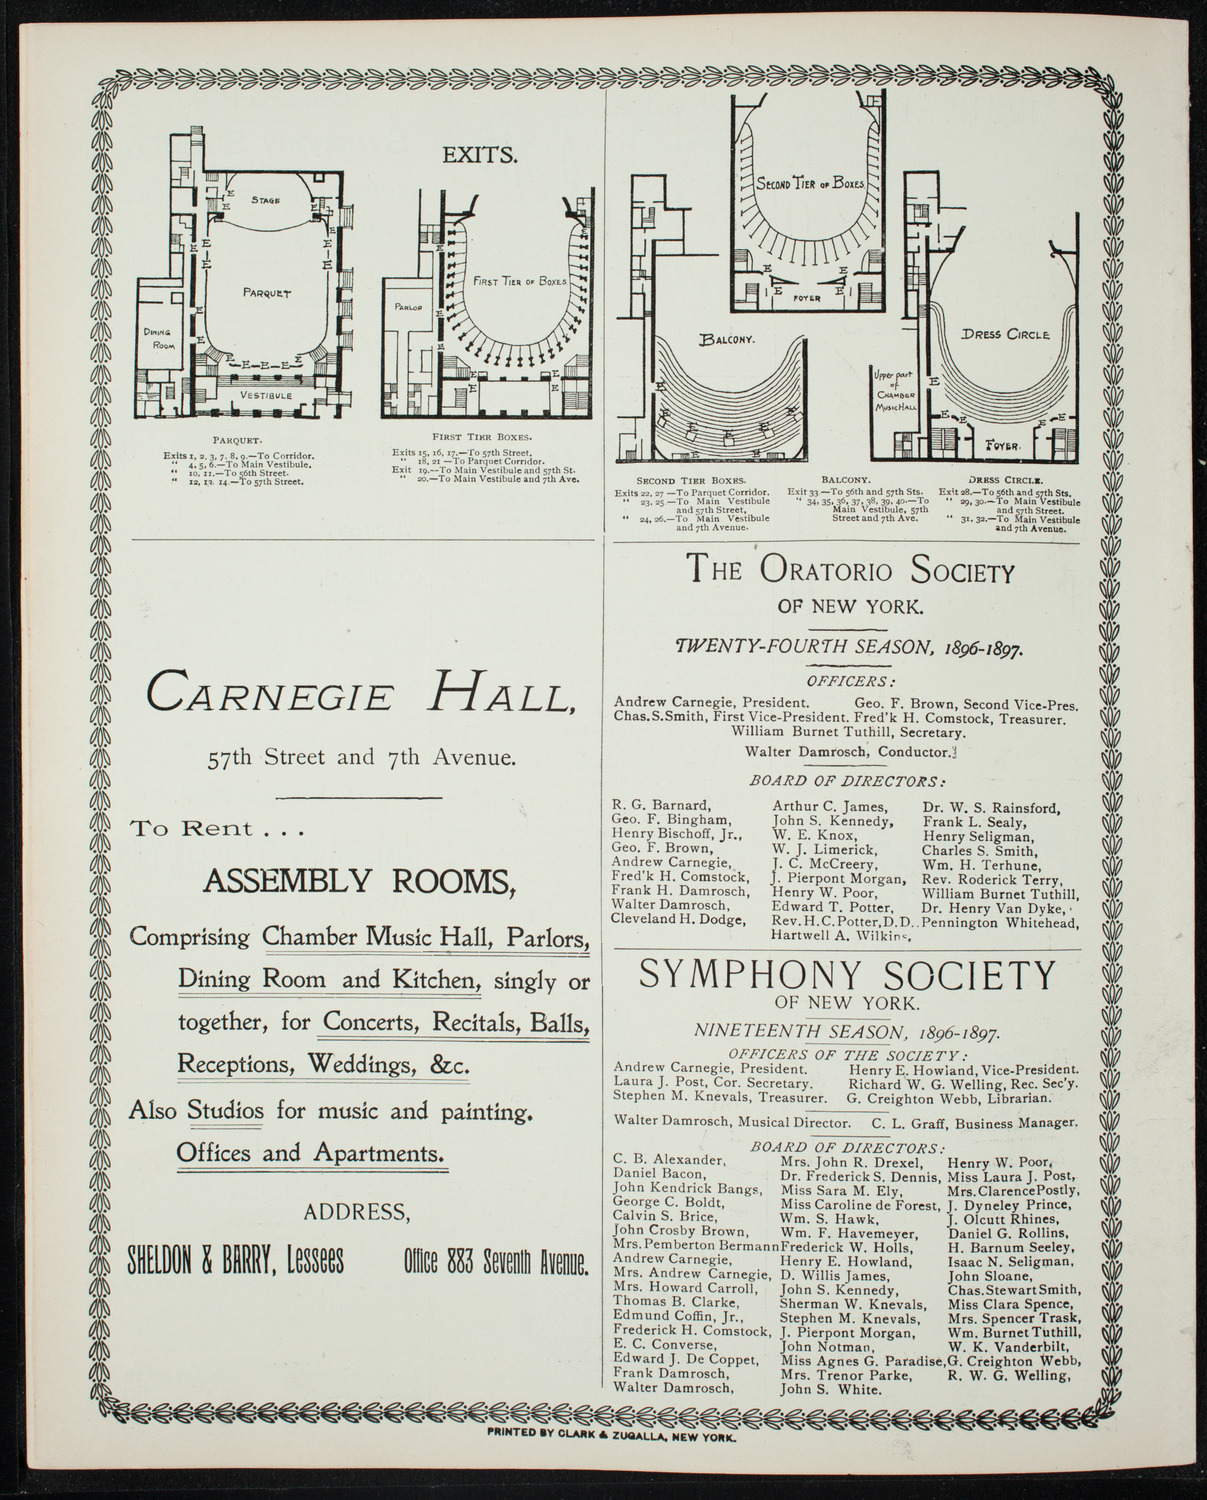 EXITS.
STAGE
PARQUET
DINING
ROOM
VESTIBULE
PARQUET.
Exits 1, 2, 3, 7. 8, 9.—To Corridor.
" 4, 5, 6.—To Main Vestibule,
" 10, 11.—To 56th Street.
" 12, 13. 14.—To 57th Street.
FIRST TIER OF BOXES
PARLOR
FIRST TIER BOXES.
Exits 15, 16, 17.—To 57th Street,
" 18, 21 —To Parquet Corridor.
Exit 19.—To Main Vestibule and 57th St.
" 20.—To Main Vestibule and 7th Ave.
SECOND TIER OF BOXES
FOYER
BALCONY.
DRESS CIRCLE
Upper part
of
CHAMBER
MUSIC HALL
FOYER.
SECOND TIER BOXES.
Exits 22, 27 —To Parquet Corridor.
" 23, 25 —To Main Vestibule
and 57th Street,
" 24, 26.—To Main Vestibule
and 7th Avenue.
BALCONY.
Exit 33 —To 56th and 57th Sts.
" 34, 35, 36, 37, 38, 39, 40.—To
Main Vestibule, 57th
Street and 7th Ave.
DRESS CIRCLE.
Exit 28.—To 56th and 57th Sts.
" 29, 30.—To Main Vestibule
and 57th Street.
" 31, 32.—To Main Vestibule
and 7th Avenue.
CARNEGIE HALL,
57th Street and 7th Avenue.
To Rent . . .
ASSEMBLY ROOMS,
Comprising Chamber Music Hall, Parlors,
Dining Room and Kitchen, singly or
together, for Concerts, Recitals, Balls,
Receptions, Weddings, &c.
Also Studios for music and painting.
Offices and Apartments.
ADDRESS,
SHELDON & BARRY, Lessees Office 883 Seventh Avenue.
THE ORATORIO SOCIETY
OF NEW YORK.
TWENTY-FOURTH SEASON, 1896-1897.
OFFICERS:
Andrew Carnegie, President. Geo. F. Brown, Second Vice-Pres.
Chas.S.Smith, First Vice-President. Fred'k H. Comstock, Treasurer.
William Burnet Tuthill, Secretary.
Walter Damrosch, Conductor.
BOARD OF DIRECTORS:
R. G. Barnard, Arthur C. James, Dr. W. S. Rainsford,
Geo. F. Bingham, John S. Kennedy, Frank L. Sealy,
Henry Bischoff, Jr., W. E. Knox, Henry Seligman,
Geo. F. Brown, W. J. Limerick, Charles S. Smith,
Andrew Carnegie, J. C. McCreery, Wm. H. Terhune,
Fred'k H. Comstock, J. Pierpont Morgan, Rev. Roderick Terry,
Frank H. Damrosch, Henry W. Poor, William Burnet Tuthill,
Walter Damrosch, Edward T. Potter, Dr. Henry Van Dyke,
Cleveland H. Dodge, Rev.H.C.Potter,D.D.. Pennington Whitehead,
Hartwell A. Wilkins,
SYMPHONY SOCIETY
OF NEW YORK.
NINETEENTH SEASON, 1896-1897.
OFFICERS OF THE SOCIETY:
Andrew Carnegie, President. Henry E. Howland, Vice-President.
Laura J. Post, Cor. Secretary. Richard W. G. Welling, Rec. Sec'y.
Stephen M. Knevals, Treasurer. G. Creighton Webb, Librarian.
Walter Damrosch, Musical Director. C. L. Graff, Business Manager.
BOARD OF DIRECTORS:
C. B. Alexander, Mrs. John R. Drexel, Henry W. Poor,
Daniel Bacon, Dr. Frederick S. Dennis, Miss Laura J. Post,
John Kendrick Bangs, Miss Sara M. Ely, Mrs.ClarencePostly,
George C. Boldt, Miss Caroline de Forest, J. Dyneley Prince,
Calvin S. Brice, Wm. S. Hawk, J. Olcutt Rhines,
John Crosby Brown, Wm. F. Havemeyer, Daniel G. Rollins,
Mrs. Pemberton Bermann Frederick W. Holls, H. Barnum Seeley,
Andrew Carnegie, Henry E. Howland, Isaac N. Seligman,
Mrs. Andrew Carnegie, D. Willis James, John Sloane,
Mrs. Howard Carroll, John S. Kennedy, Chas.StewartSmith,
Thomas B. Clarke, Sherman W. Knevals, Miss Clara Spence,
Edmund Coffin, Jr., Stephen M. Knevals, Mrs. Spencer Trask,
Frederick H. Comstock, J. Pierpont Morgan, Wm. Burnet Tuthill,
E. C. Converse, John Notman, W. K. Vanderbilt,
Edward J. De Coppet, Miss Agnes G. Paradise, G. Creighton Webb,
Frank Damrosch, Mrs. Trenor Parke, R. W. G. Welling,
Walter Damrosch, John S. White.
PRINTED BY CLARK & ZUGALLA, NEW YORK.